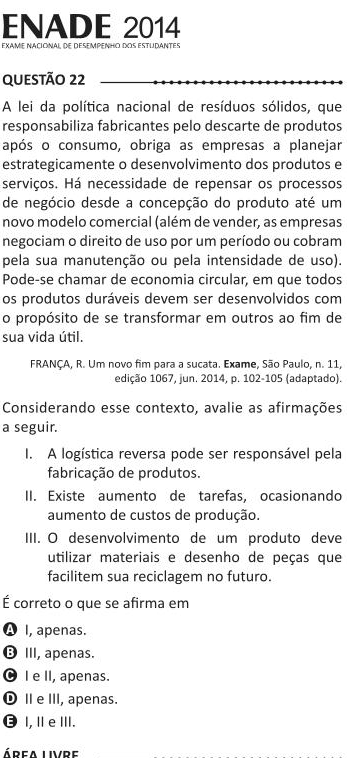 ENADE 2014
EXAME NACIONAL DE DESEMPENHO DOS ESTUDANTES
QUESTÃO 22
A lei da política nacional de resíduos sólidos, que
responsabiliza fabricantes pelo descarte de produtos
após o consumo, obriga as empresas a planejar
estrategicamente o desenvolvimento dos produtos e
serviços. Há necessidade de repensar os processos
de negócio desde a concepção do produto até um
novo modelo comercial (além de vender, as empresas
negociam o direito de uso por um período ou cobram
pela sua manutenção ou pela intensidade de uso).
Pode-se chamar de economia circular, em que todos
os produtos duráveis devem ser desenvolvidos com
o propósito de se transformar em outros ao fim de
sua vida útil.
FRANÇA, R. Um novo fim para a sucata. Exame, São Paulo, n. 11,
edição 1067, jun. 2014, p. 102-105 (adaptado).
Considerando esse contexto, avalie as afirmações
a seguir.
I. A logística reversa pode ser responsável pela
fabricação de produtos.
II. Existe aumento de tarefas, ocasionando
aumento de custos de produção.
III. O desenvolvimento de um produto deve
utilizar materiais e desenho de peças que
facilitem sua reciclagem no futuro.
É correto o que se afirma em
A I, apenas.
B III, apenas.
C I e II, apenas.
D II e III, apenas.
E I, II e III.
ÁREA LIVRE